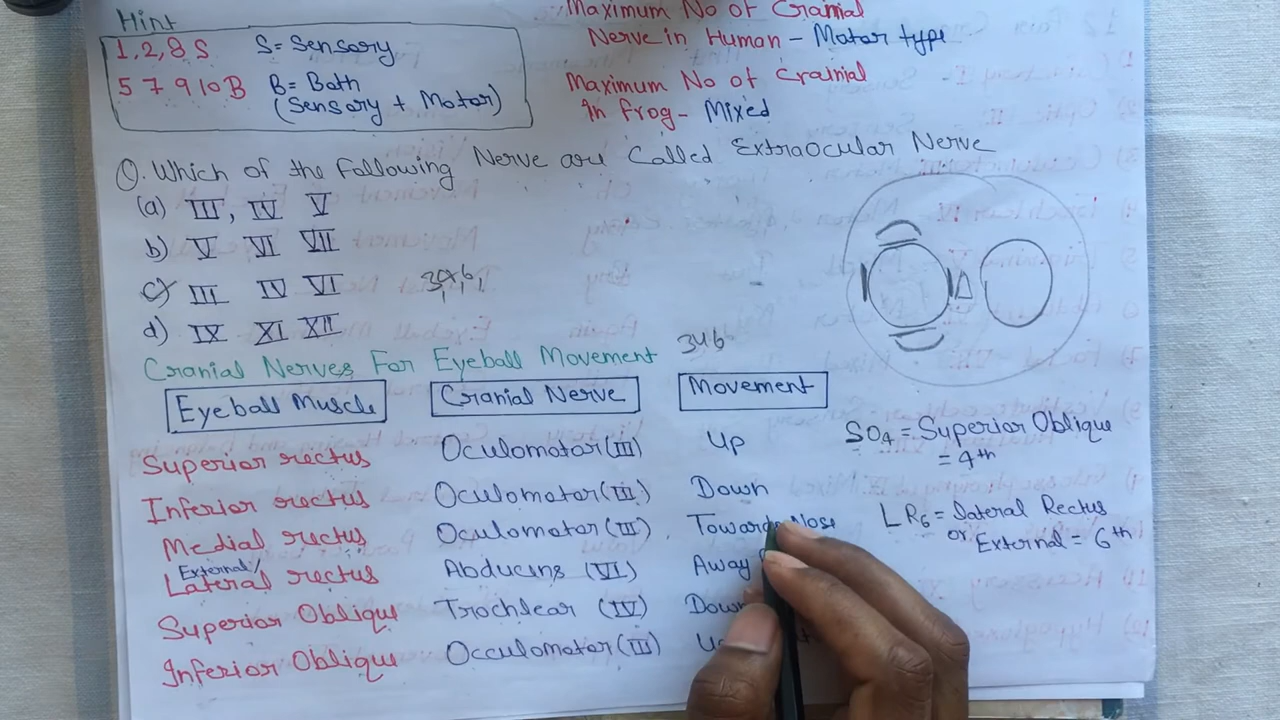 Hint
1,2,8 S S = Sensory
5 7 9 10 B B = Both
(Sensory + Motor)
Maximum No of Cranial
Nerve in Human - Motor type
Maximum No of Crainial
In frog - Mixed
Q. Which of the Following Nerve are Called Extraocular Nerve
(a) III, IV V
b) V VI VII
c) III IV VI
d) IX XI XII
346
Cranial Nerves For Eyeball Movement
Eyeball Muscle Cranial Nerve Movement
Superior rectus Oculomotor (III) Up
Inferior rectus Oculomotor (III) Down
Medial rectus Oculomotor (III) Towards Nose
External/
Lateral rectus Abducens (VI) Away
Superior Oblique Trochlear (IV) Down
Inferior Oblique Occulomotor (III)
SO4 = Superior Oblique
= 4th
LR6 = lateral Rectus
or External = 6th